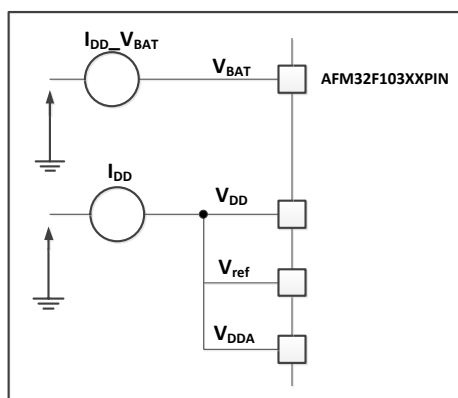 IDD_VBAT
VBAT AFM32F103XXPIN
IDD
VDD
Vref
VDDA